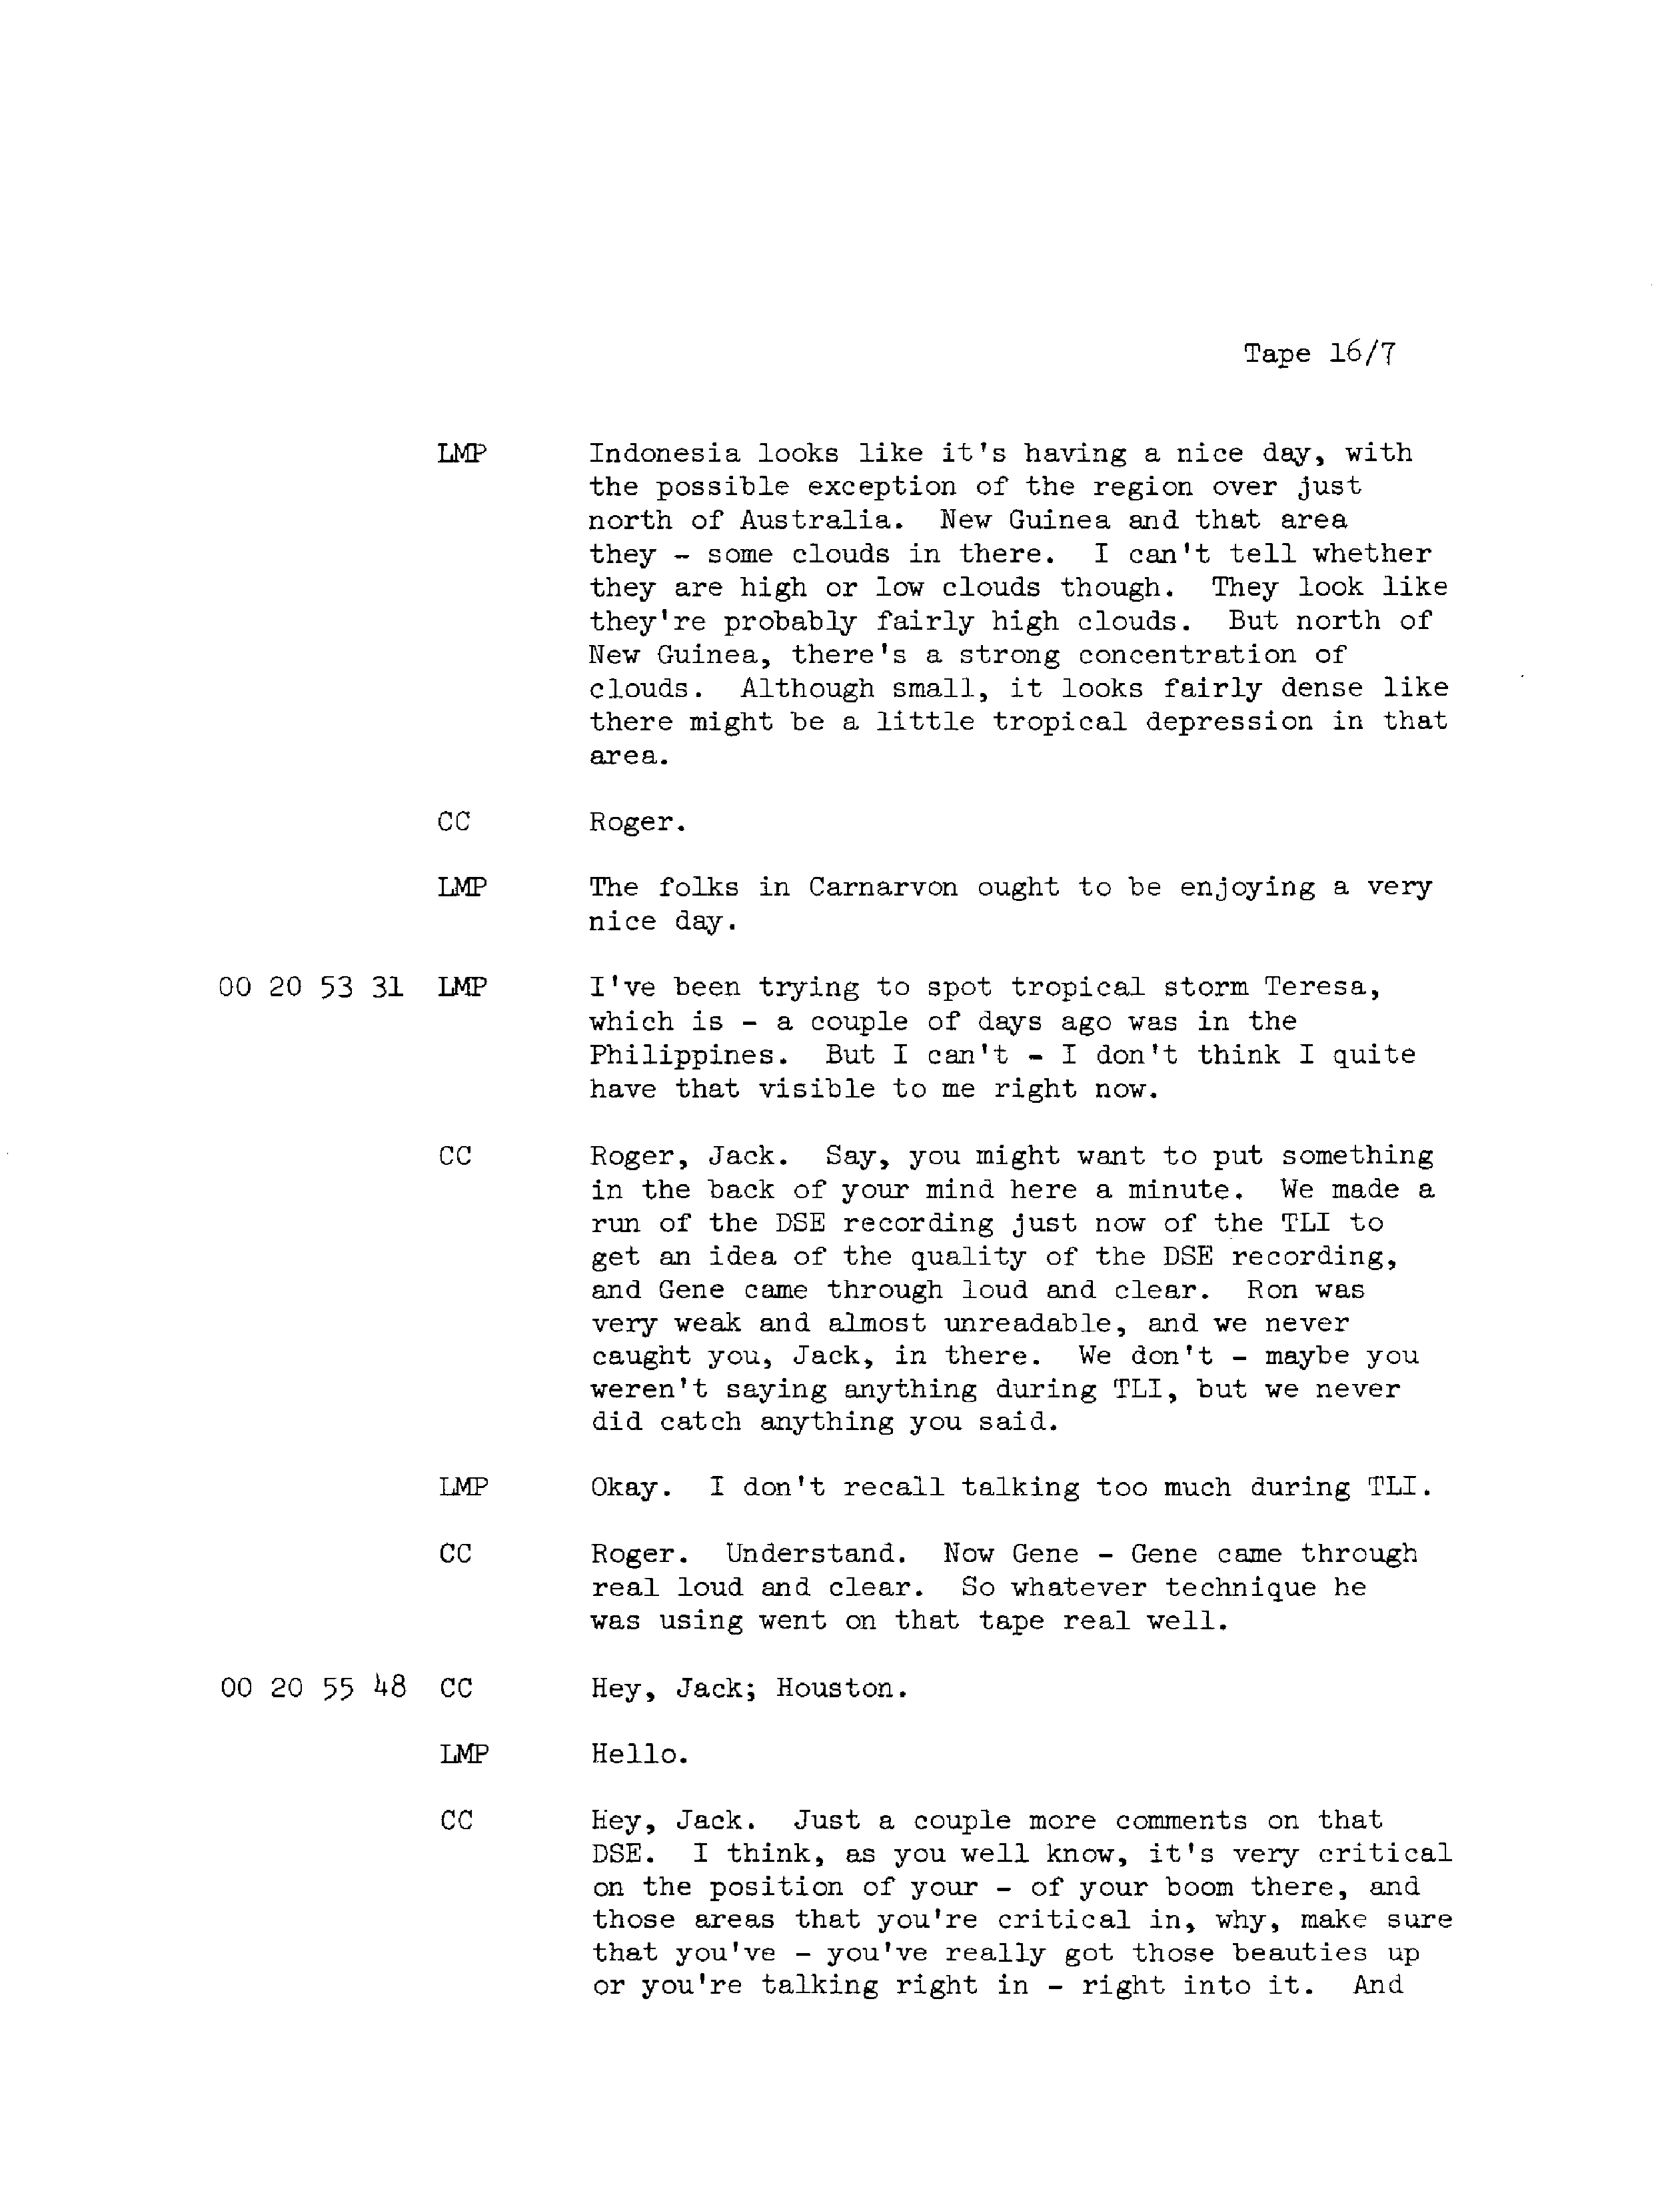 Tape 16/7
LMP Indonesia looks like it's having a nice day, with
the possible exception of the region over just
north of Australia. New Guinea and that area
they - some clouds in there. I can't tell whether
they are high or low clouds though. They look like
they're probably fairly high clouds. But north of
New Guinea, there's a strong concentration of
clouds. Although small, it looks fairly dense like
there might be a little tropical depression in that
area.
CC Roger.
LMP The folks in Carnarvon ought to be enjoying a very
nice day.
00 20 53 31 LMP I've been trying to spot tropical storm Teresa,
which is - a couple of days ago was in the
Philippines. But I can't - I don't think I quite
have that visible to me right now.
CC Roger, Jack. Say, you might want to put something
in the back of your mind here a minute. We made a
run of the DSE recording just now of the TLI to
get an idea of the quality of the DSE recording,
and Gene came through loud and clear. Ron was
very weak and almost unreadable, and we never
caught you, Jack, in there. We don't - maybe you
weren't saying anything during TLI, but we never
did catch anything you said.
LMP Okay. I don't recall talking too much during TLI.
CC Roger. Understand. Now Gene - Gene came through
real loud and clear. So whatever technique he
was using went on that tape real well.
00 20 55 48 CC Hey, Jack; Houston.
LMP Hello.
CC Hey, Jack. Just a couple more comments on that
DSE. I think, as you well know, it's very critical
on the position of your - of your boom there, and
those areas that you're critical in, why, make sure
that you've - you've really got those beauties up
or you're talking right in - right into it. And